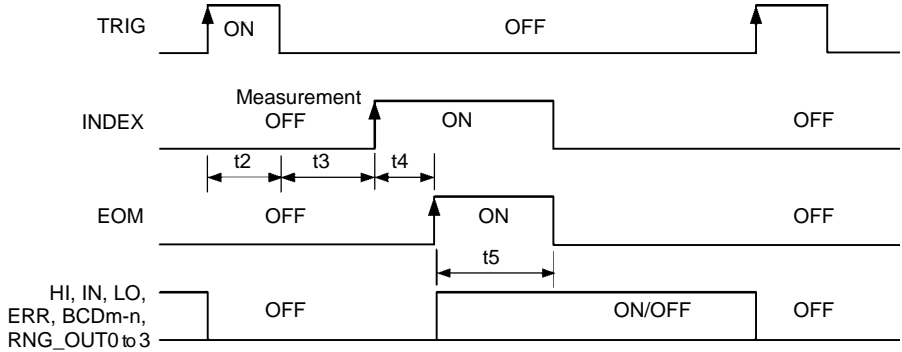 TRIG ON OFF
Measurement
INDEX OFF ON OFF
t2 t3 t4
EOM OFF ON OFF
t5
HI, IN, LO,
ERR, BCDm-n, OFF ON/OFF OFF
RNG_OUT0 to 3